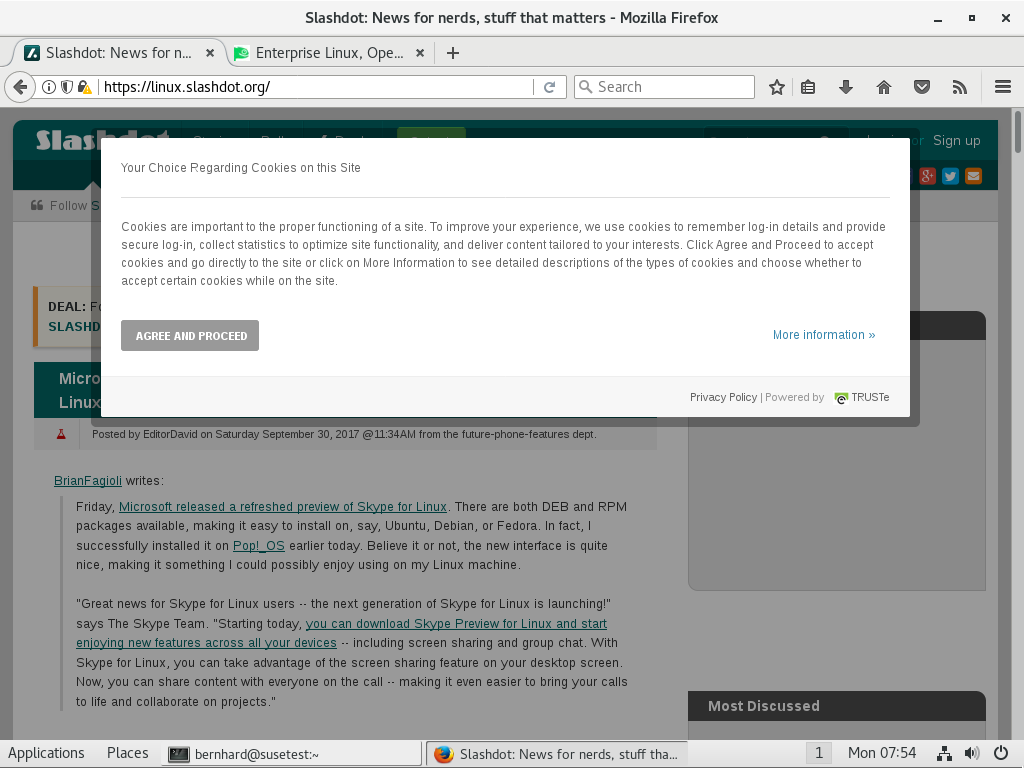 Slashdot: News for nerds, stuff that matters - Mozilla Firefox
Slashdot: News for n...
Enterprise Linux, Ope...
https://linux.slashdot.org/
Search
Sign up
Follow
Your Choice Regarding Cookies on this Site
Cookies are important to the proper functioning of a site. To improve your experience, we use cookies to remember log-in details and provide
secure log-in, collect statistics to optimize site functionality, and deliver content tailored to your interests. Click Agree and Proceed to accept
cookies and go directly to the site or click on More Information to see detailed descriptions of the types of cookies and choose whether to
accept certain cookies while on the site.
AGREE AND PROCEED
More information »
Privacy Policy | Powered by TRUSTe
DEAL:
SLASHD
Micro
Linux
Posted by EditorDavid on Saturday September 30, 2017 @11:34AM from the future-phone-features dept.
BrianFagioli writes:
Friday, Microsoft released a refreshed preview of Skype for Linux. There are both DEB and RPM
packages available, making it easy to install on, say, Ubuntu, Debian, or Fedora. In fact, I
successfully installed it on Pop!_OS earlier today. Believe it or not, the new interface is quite
nice, making it something I could possibly enjoy using on my Linux machine.
"Great news for Skype for Linux users -- the next generation of Skype for Linux is launching!"
says The Skype Team. "Starting today, you can download Skype Preview for Linux and start
enjoying new features across all your devices -- including screen sharing and group chat. With
Skype for Linux, you can take advantage of the screen sharing feature on your desktop screen.
Now, you can share content with everyone on the call -- making it even easier to bring your calls
to life and collaborate on projects."
Most Discussed
Applications
Places
bernhard@susetest:~
Slashdot: News for nerds, stuff tha...
1
Mon 07:54